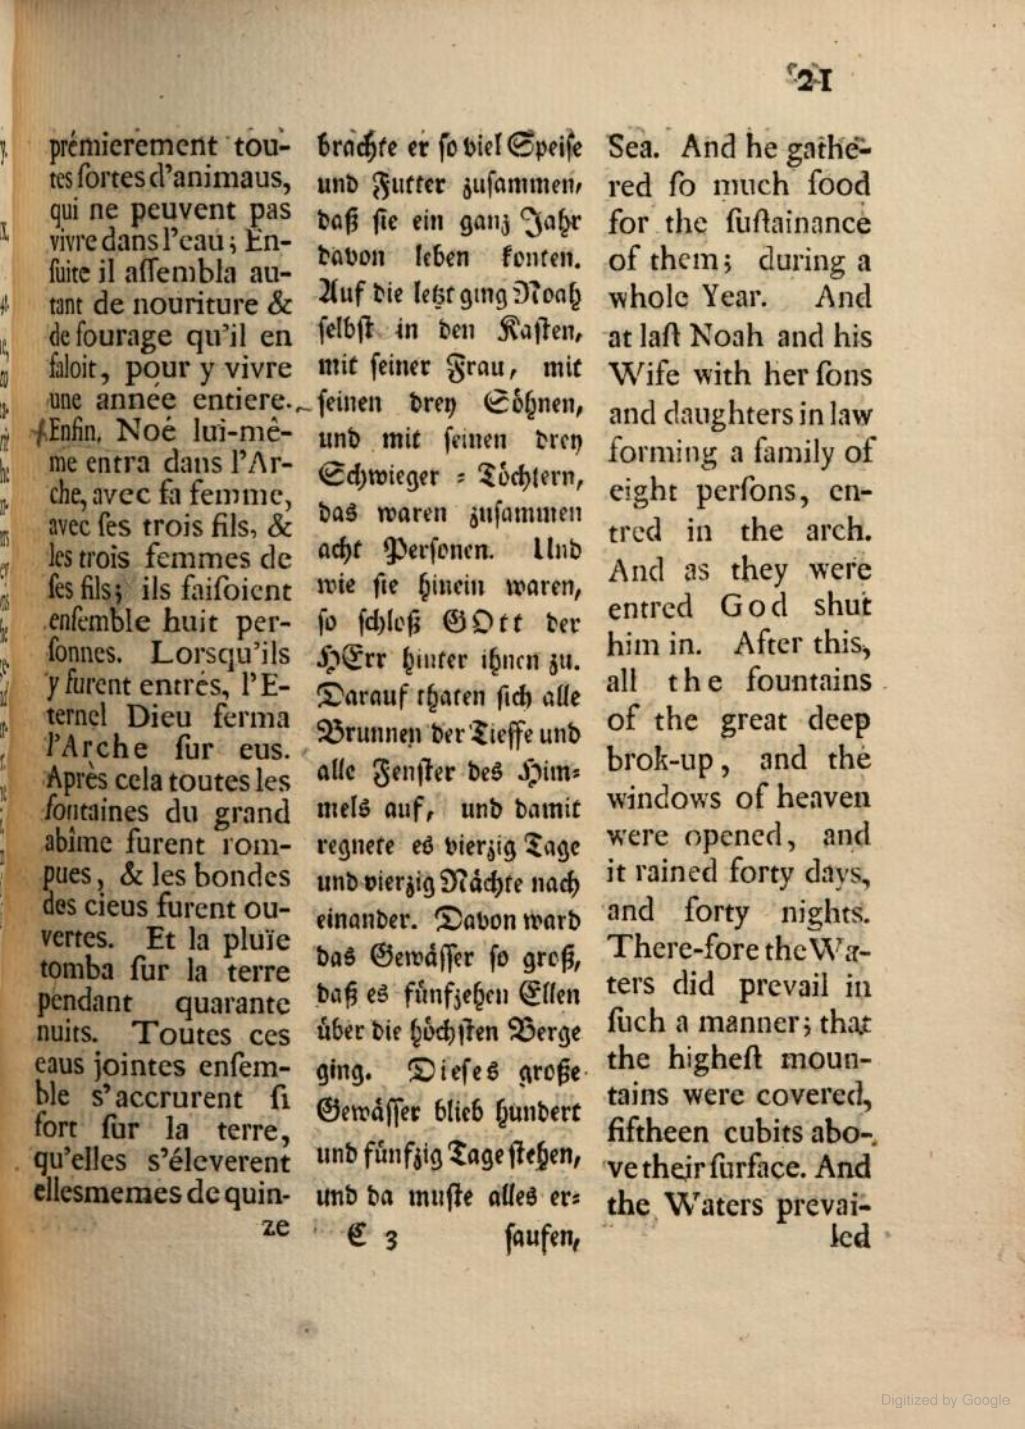 21
prémierement tou-
tes ſortes d'animaus,
qui ne peuvent pas
vivre dans l'eau; En-
ſuite il aſſembla au-
tant de nouriture &
de fourage qu'il en
faloit, pour y vivre
une année entiere.
Enfin, Noé lui-mê-
me entra dans l'Ar-
che, avec ſa femme,
avec ſes trois fils, &
les trois femmes de
ſes fils; ils faiſoient
enſemble huit per-
ſonnes. Lorsqu'ils
y furent entrés, l'E-
ternel Dieu ferma
l'Arche ſur eus.
Après cela toutes les
fontaines du grand
abîme furent rom-
pues, & les bondes
des cieus furent ou-
vertes. Et la pluïe
tomba ſur la terre
pendant quarante
nuits. Toutes ces
eaus jointes enſem-
ble s'accrurent ſi
fort ſur la terre,
qu'elles s'éleverent
ellesmemes de quin-
ze
brachte er ſo viel Speiſe
und Futter zuſammen,
daß ſie ein ganz Jahr
davon leben konten.
Auf die letzt ging Noah
ſelbſt in den Kaſten,
mit ſeiner Frau, mit
ſeinen drey Söhnen,
und mit ſeinen drey
Schwieger = Töchtern,
das waren zuſammen
acht Perſonen. Und
wie ſie hinein waren,
ſo ſchloß GOtt der
HErr hinter ihnen zu.
Darauf thaten ſich alle
Brunnen der Tieffe und
alle Fenſter des Him=
mels auf, und damit
regnete es vierzig Tage
und vierzig Nächte nach
einander. Davon ward
das Gewäſſer ſo groß,
daß es fünfzehen Ellen
über die höchſten Berge
ging. Dieſes große
Gewäſſer blieb hundert
und fünfzig Tage ſtehen,
und da muſte alles er=
C 3 ſaufen,
Sea. And he gathe-
red ſo much food
for the ſuſtainance
of them; during a
whole Year. And
at laſt Noah and his
Wife with her ſons
and daughters in law
forming a family of
eight perſons, en-
tred in the arch.
And as they were
entred God shut
him in. After this,
all the fountains
of the great deep
brok-up, and the
windows of heaven
were opened, and
it rained forty days,
and forty nights.
There-fore the Wa-
ters did prevail in
ſuch a manner; that
the higheſt moun-
tains were covered,
fiftheen cubits abo-
ve their ſurface. And
the Waters prevai-
led
Digitized by Google